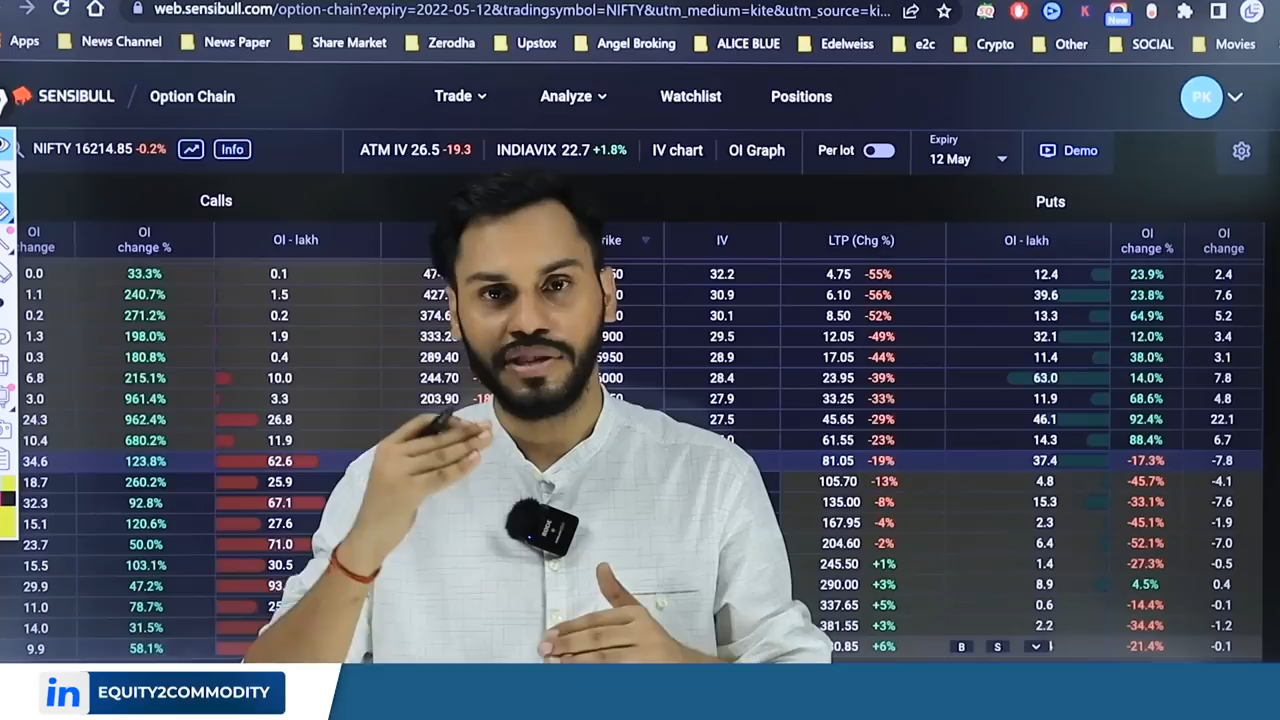 web.sensibull.com/option-chain?expiry=2022-05-12&tradingsymbol=NIFTY&utm_medium=kite&utm_source=ki...
New
Apps News Channel News Paper Share Market Zerodha Upstox Angel Broking ALICE BLUE Edelweiss e2c Crypto Other SOCIAL Movies
SENSIBULL / Option Chain Trade Analyze Watchlist Positions PK
NIFTY 16214.85 -0.2% Info ATM IV 26.5 -19.3 INDIAVIX 22.7 +1.8% IV chart OI Graph Per lot Expiry 12 May Demo
Calls Puts
OI change OI change % OI - lakh IV LTP (Chg %) OI - lakh OI change % OI change
0.0 33.3% 0.1 32.2 4.75 -55% 12.4 23.9% 2.4
1.1 240.7% 1.5 427. 30.9 6.10 -56% 39.6 23.8% 7.6
0.2 271.2% 0.2 374.6 30.1 8.50 -52% 13.3 64.9% 5.2
1.3 198.0% 1.9 333.2 29.5 12.05 -49% 32.1 12.0% 3.4
0.3 180.8% 0.4 289.40 28.9 17.05 -44% 11.4 38.0% 3.1
6.8 215.1% 10.0 244.70 28.4 23.95 -39% 63.0 14.0% 7.8
3.0 961.4% 3.3 203.90 27.9 33.25 -33% 11.9 68.6% 4.8
24.3 962.4% 26.8 27.5 45.65 -29% 46.1 92.4% 22.1
10.4 680.2% 11.9 61.55 -23% 14.3 88.4% 6.7
34.6 123.8% 62.6 81.05 -19% 37.4 -17.3% -7.8
18.7 260.2% 25.9 105.70 -13% 4.8 -45.7% -4.1
32.3 92.8% 67.1 135.00 -8% 15.3 -33.1% -7.6
15.1 120.6% 27.6 167.95 -4% 2.3 -45.1% -1.9
23.7 50.0% 71.0 204.60 -2% 6.4 -52.1% -7.0
15.5 103.1% 30.5 245.50 +1% 1.4 -27.3% -0.5
29.9 47.2% 93. 290.00 +3% 8.9 4.5% 0.4
11.0 78.7% 337.65 +5% 0.6 -14.4% -0.1
14.0 31.5% 381.55 +3% 2.2 -34.4% -1.2
9.9 58.1% +6% B S -21.4% -0.1
RODE
in EQUITY2COMMODITY